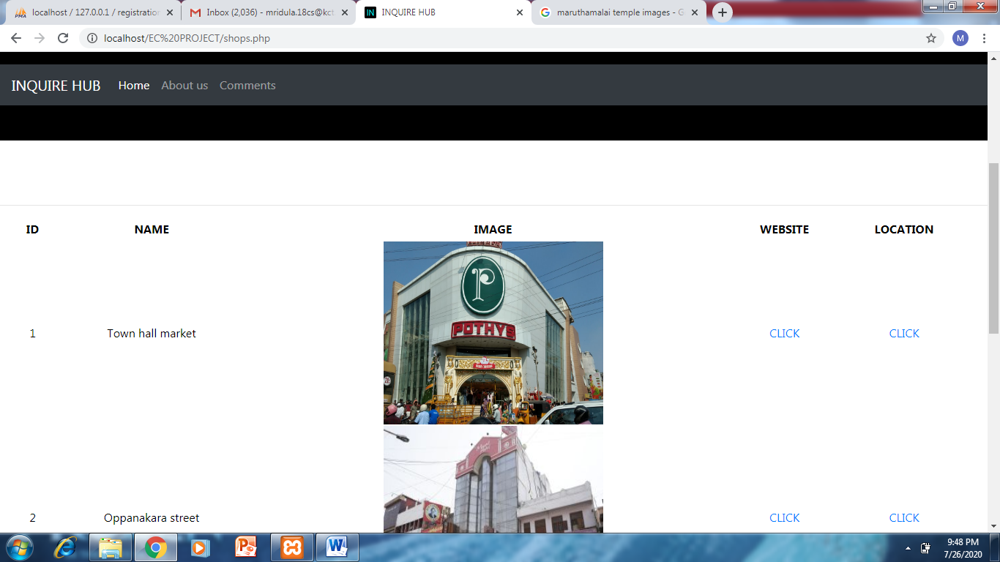 localhost / 127.0.0.1 / registration
Inbox (2,036) - mridula.18cs@kct.
INQUIRE HUB
maruthamalai temple images - G
localhost/EC%20PROJECT/shops.php
M
INQUIRE HUB Home About us Comments
ID NAME IMAGE WEBSITE LOCATION
P
POTHYS
1 Town hall market CLICK CLICK
2 Oppanakara street CLICK CLICK
9:48 PM
7/26/2020